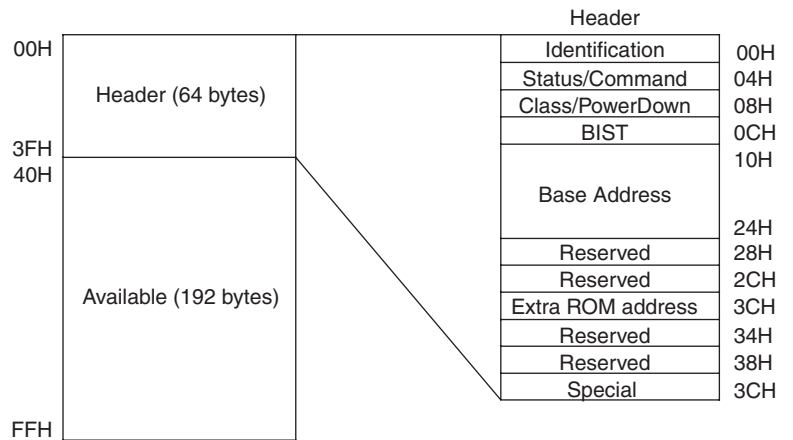 Header
00H
Header (64 bytes)
3FH
40H
Available (192 bytes)
FFH
Identification 00H
Status/Command 04H
Class/PowerDown 08H
BIST 0CH
10H
Base Address
24H
Reserved 28H
Reserved 2CH
Extra ROM address 3CH
Reserved 34H
Reserved 38H
Special 3CH